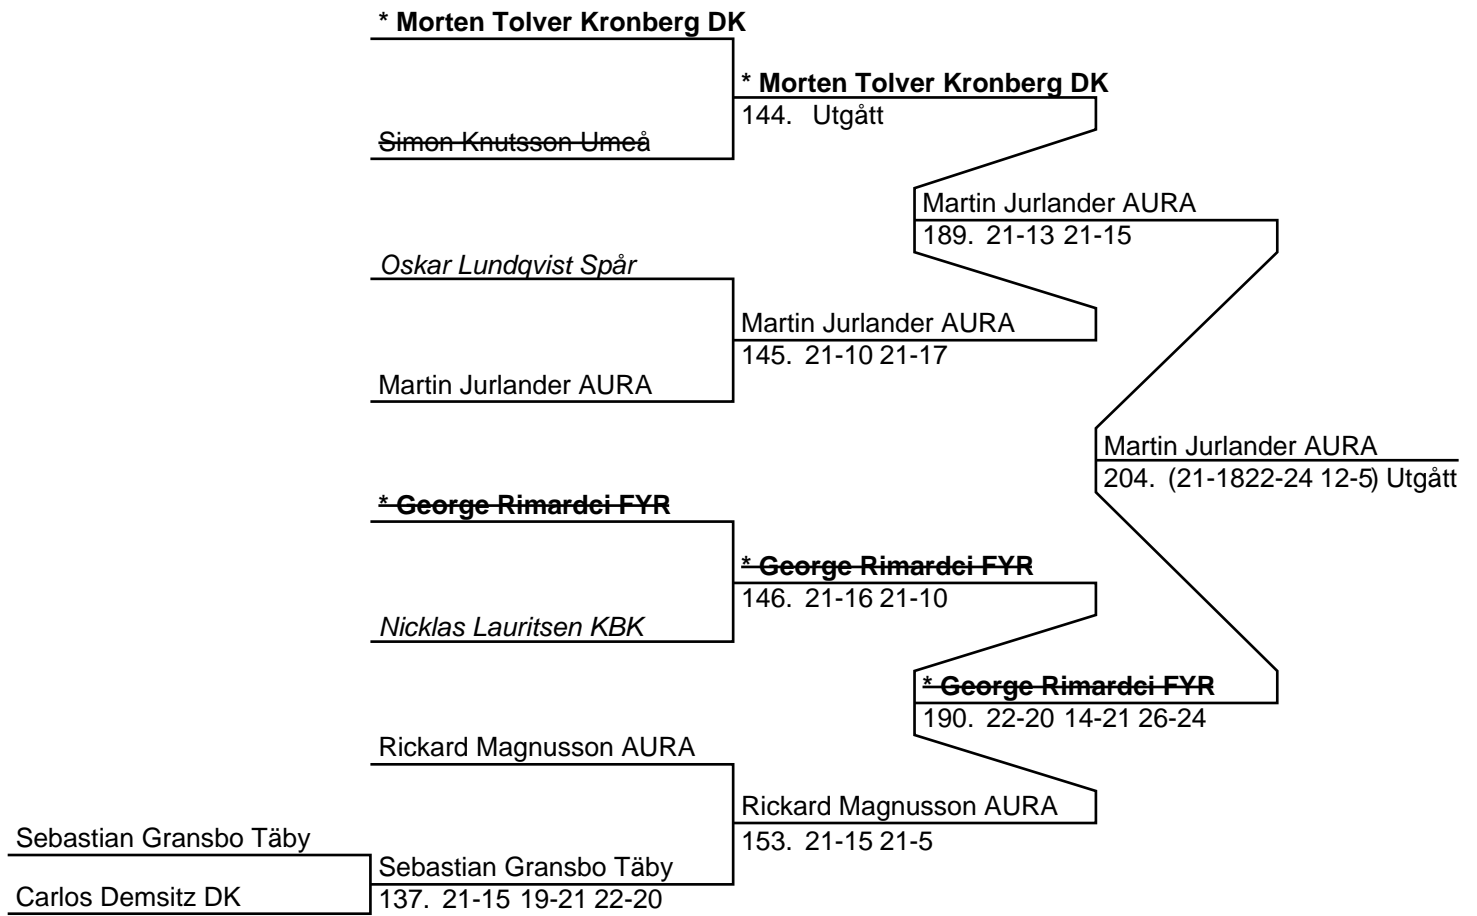 * Morten Tolver Kronberg DK
* Morten Tolver Kronberg DK
144. Utgått
Simon Knutsson Umeå
Martin Jurlander AURA
189. 21-13 21-15
Oskar Lundqvist Spår
Martin Jurlander AURA
145. 21-10 21-17
Martin Jurlander AURA
Martin Jurlander AURA
204. (21-1822-24 12-5) Utgått
* George Rimardci FYR
* George Rimardci FYR
146. 21-16 21-10
Nicklas Lauritsen KBK
* George Rimardci FYR
190. 22-20 14-21 26-24
Rickard Magnusson AURA
Rickard Magnusson AURA
153. 21-15 21-5
Sebastian Gransbo Täby
Sebastian Gransbo Täby
Carlos Demsitz DK
137. 21-15 19-21 22-20